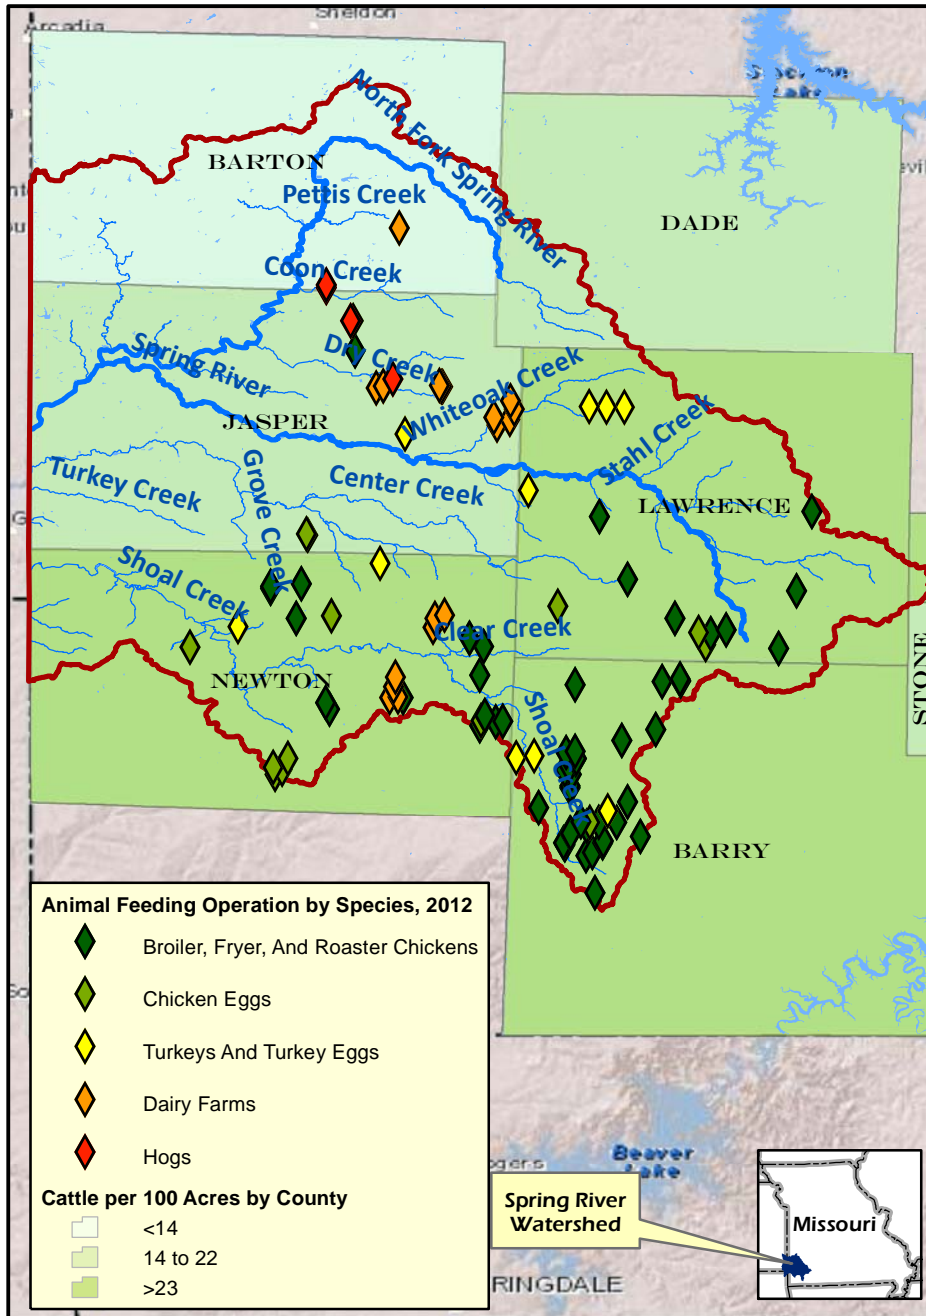 Arcadia
Sheldon
North Fork Spring River
BARTON
Pettis Creek
Lake
DADE
Coon Creek
Spring River
Dry Creek
Whiteoak Creek
JASPER
Stahl Creek
Turkey Creek
Grove Creek
Center Creek
LAWRENCE
Shoal Creek
Clear Creek
NEWTON
STONE
Shoal Creek
BARRY
Animal Feeding Operation by Species, 2012
Broiler, Fryer, And Roaster Chickens
Chicken Eggs
Turkeys And Turkey Eggs
Dairy Farms
Hogs
Cattle per 100 Acres by County
<14
14 to 22
>23
Beaver
Lake
Spring River
Watershed
Missouri
RINGDALE